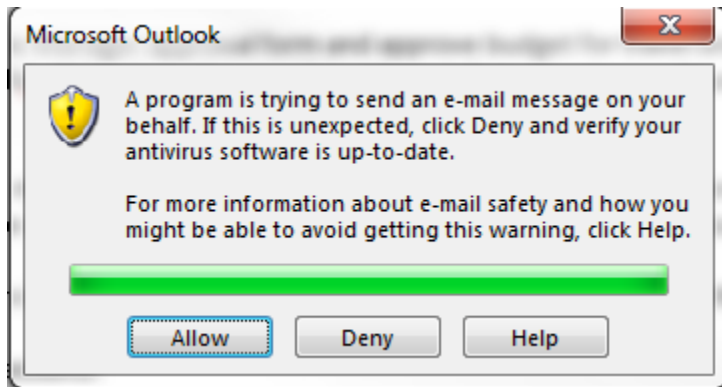 Microsoft Outlook
A program is trying to send an e-mail message on your
behalf. If this is unexpected, click Deny and verify your
antivirus software is up-to-date.
For more information about e-mail safety and how you
might be able to avoid getting this warning, click Help.
Allow
Deny
Help